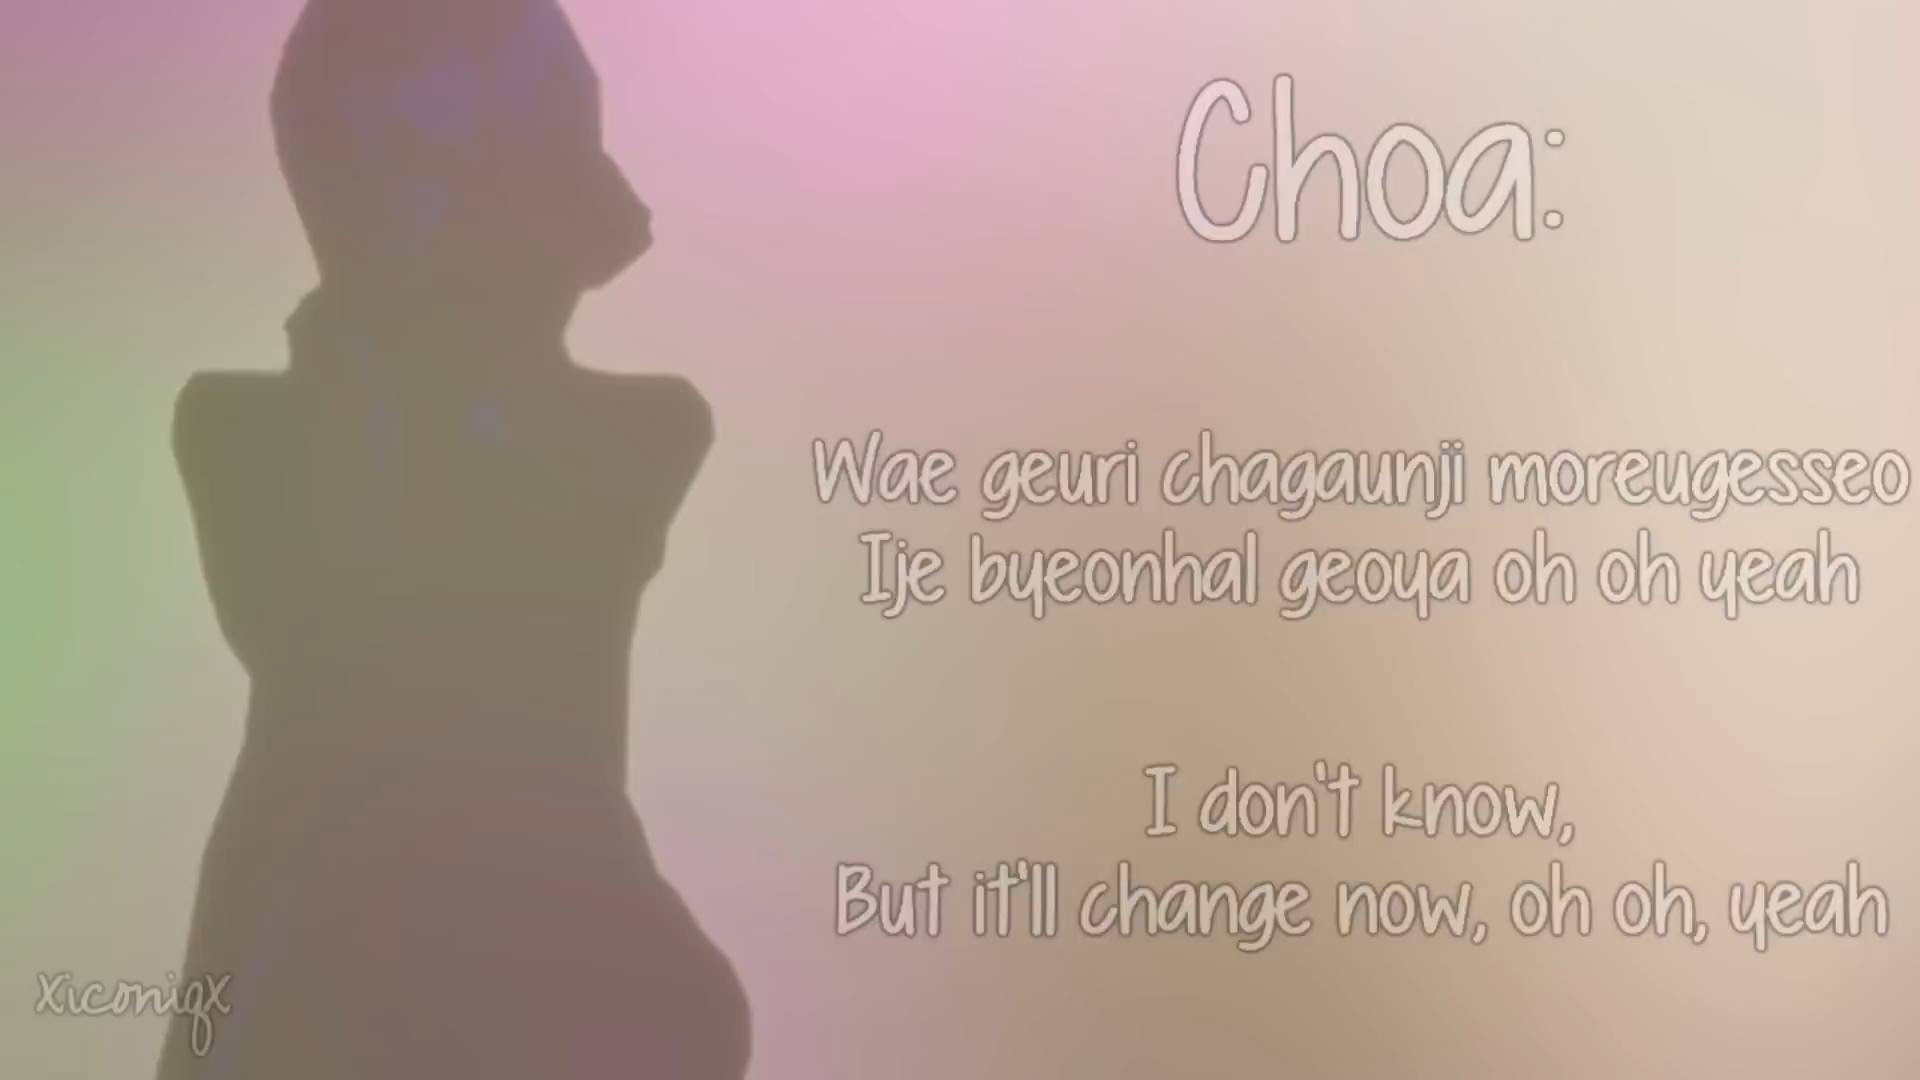 Choa:
Wae geuri chagaunji moreugesseo
Ije byeonhal geoya oh oh yeah
I don't know,
But it'll change now, oh oh, yeah
XiconiqX